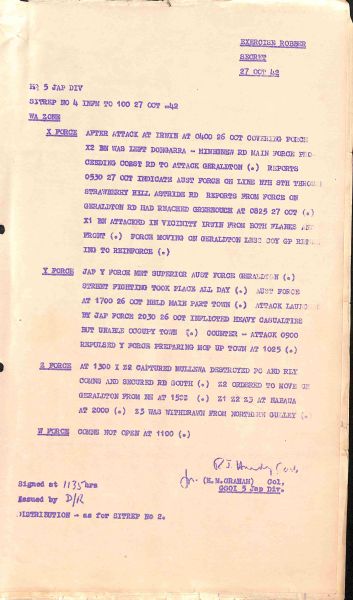 EXERCISE ROBBER
SECRET
27 OCT 42
HQ 5 JAP DIV
SITREP NO 4 INFM TO 100 27 OCT .42
WA ZONE
X FORCE AFTER ATTACK AT IRWIN AT 0400 26 OCT COVERING FORCE
X2 BN WAS LEFT DONGARRA - MINGENEW RD MAIN FORCE PRO-
CEEDING COAST RD TO ATTACK GERALDTON (.) REPORTS
0530 27 OCT INDICATE AUST FORCE ON LINE NTH STH THROUGH
STRAWBERRY HILL ASTRIDE RD REPORTS FROM FORCE ON
GERALDTON RD HAD REACHED GREENOUGH AT 0825 27 OCT (.)
X1 BN ATTACKED IN VICINITY IRWIN FROM BOTH FLANKS AND
FRONT (.) FORCE MOVING ON GERALDTON LESS COY GP
ING TO REINFORCE (.)
Y FORCE JAP Y FORCE MET SUPERIOR AUST FORCE GERALDTON (.)
STREET FIGHTING TOOK PLACE ALL DAY (.) AUST FORCE
AT 1700 26 OCT HELD MAIN PART TOWN (.) ATTACK LAUNCHED
BY JAP FORCE 2030 26 OCT INFLICTED HEAVY CASUALTIES
BUT UNABLE OCCUPY TOWN (.) COUNTER - ATTACK 0900
REPULSED Y FORCE PREPARING MOP UP TOWN AT 1025 (.)
Z FORCE AT 1300 I Z2 CAPTURED MULLEWA DESTROYED PC AND RLY
COMNS AND SECURED RD SOUTH (.) Z2 ORDERED TO MOVE ON
GERALDTON FROM NE AT 1522 (.) Z1 Z2 Z3 AT NABAWA
AT 2000 (.) Z3 WAS WITHDRAWN FROM NORTHERN GULLEY (.)
W FORCE COMNS NOT OPEN AT 1100 (.)
Signed at 1135 hrs
for (H.M.GRAHAM) Col,
Issued by D/R
GSOI 5 Jap Div.
DISTRIBUTION - as for SITREP No 2.